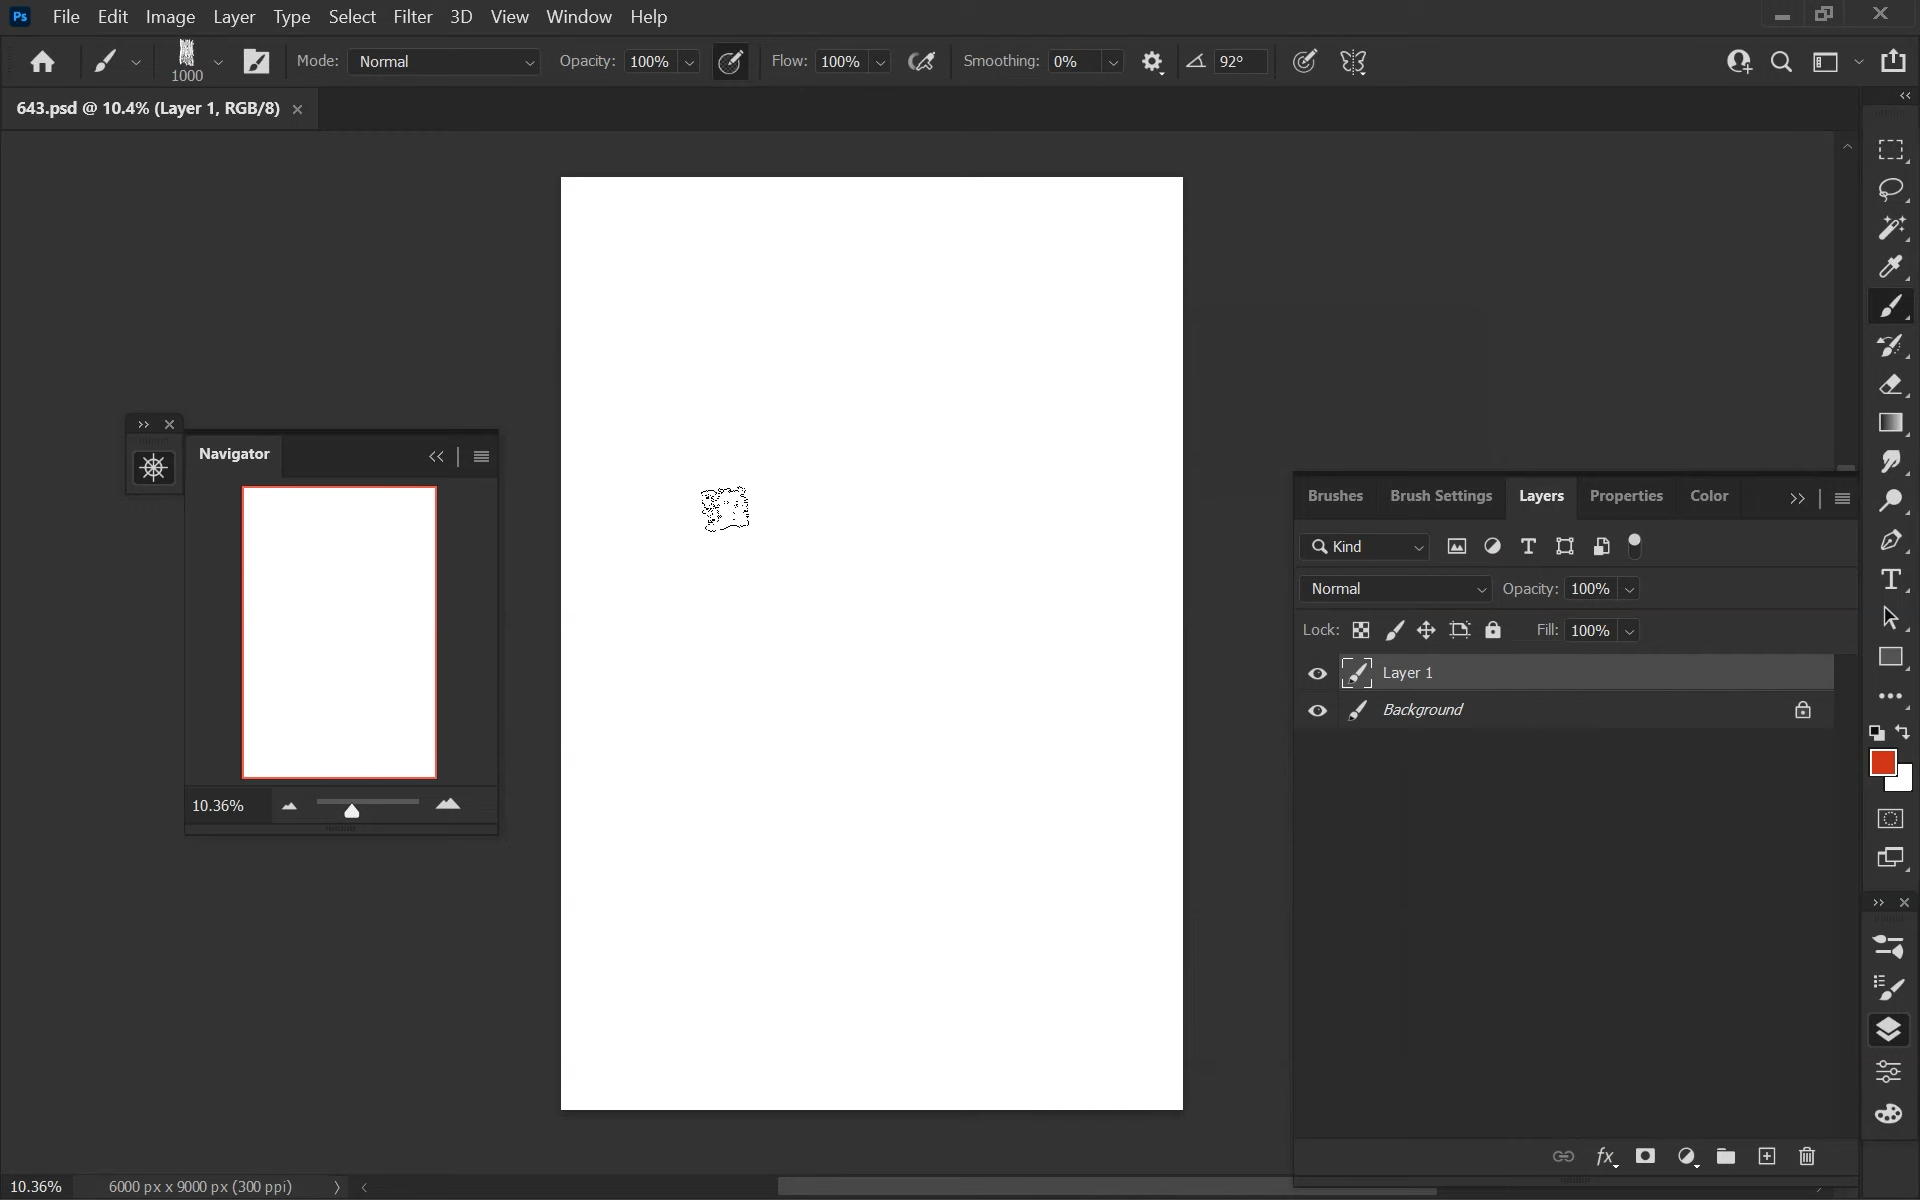 Ps File Edit Image Layer Type Select Filter 3D View Window Help
1000 Mode: Normal Opacity: 100% Flow: 100% Smoothing: 0% 92°
643.psd @ 10.4% (Layer 1, RGB/8)
Navigator
10.36%
Brushes Brush Settings Layers Properties Color
Kind
Normal Opacity: 100%
Lock: Fill: 100%
Layer 1
Background
fx
10.36% 6000 px x 9000 px (300 ppi)